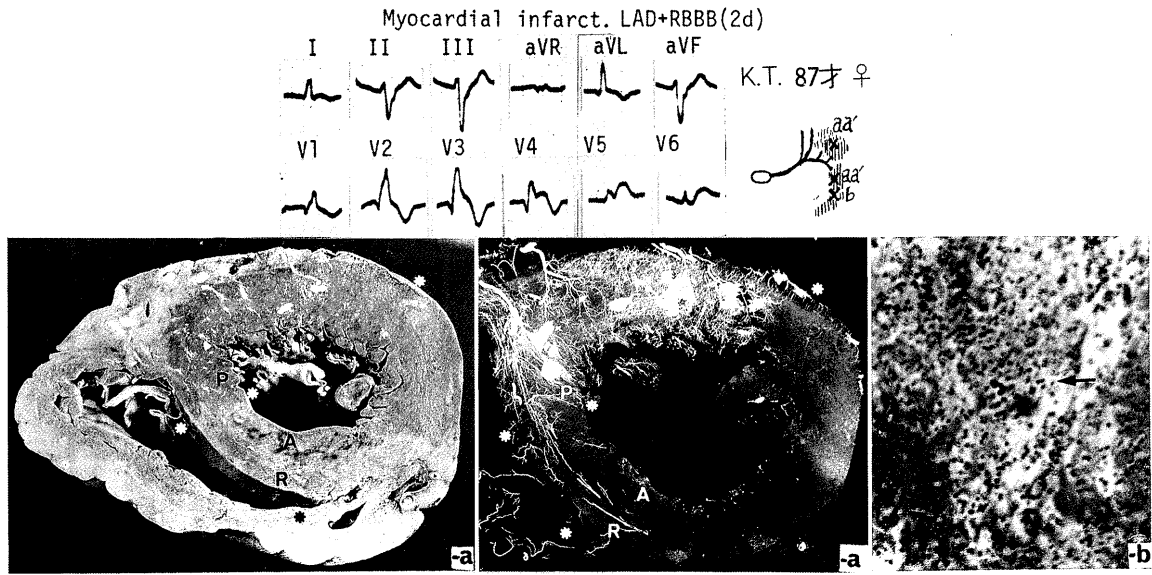 Myocardial infarct. LAD+RBBB(2d)
I II III aVR aVL aVF
K.T. 87才 ♀
V1 V2 V3 V4 V5 V6
aa'
aa'
b
P
A
R
-a
P
A
R
-a
-b